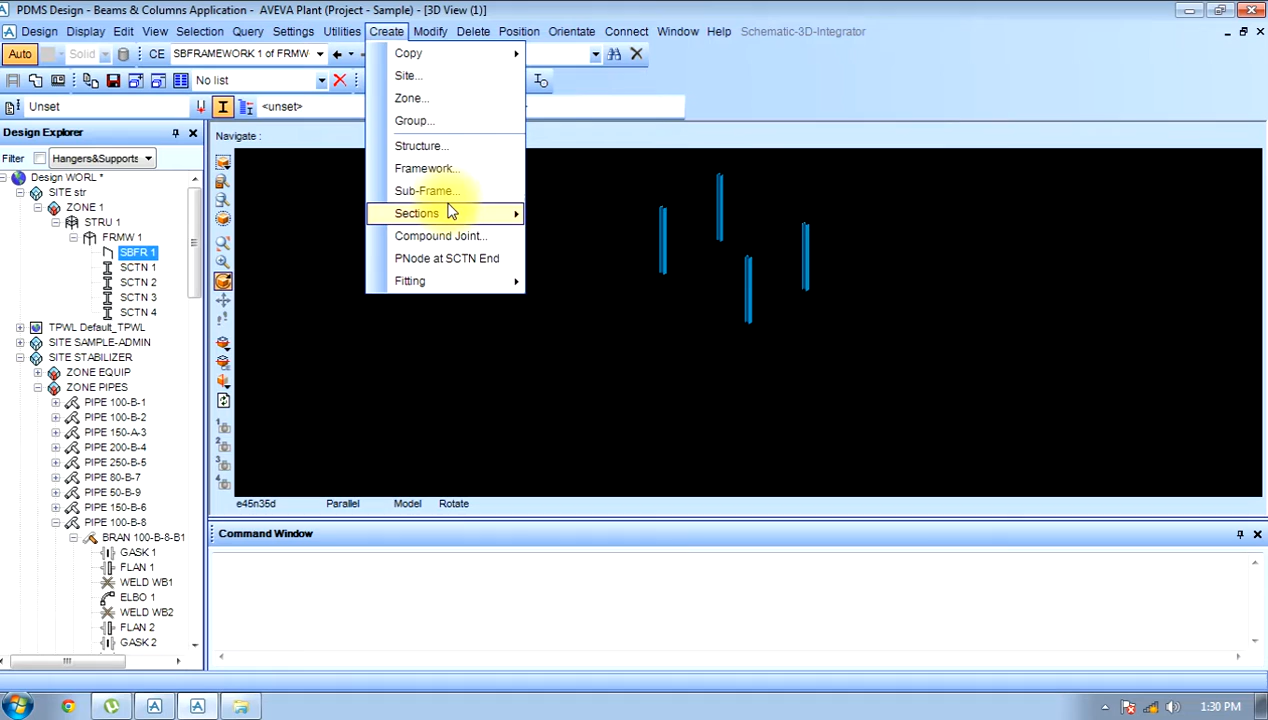 PDMS Design - Beams & Columns Application - AVEVA Plant (Project - Sample) - [3D View (1)]
Design Display Edit View Selection Query Settings Utilities Create Modify Delete Position Orientate Connect Window Help Schematic-3D-Integrator
Auto Solid CE SBFRAMEWORK 1 of FRMW
No list
Unset <unset>
Copy
Site...
Zone...
Group...
Structure...
Framework...
Sub-Frame...
Sections
Compound Joint...
PNode at SCTN End
Fitting
Design Explorer
Filter Hangers&Supports
Design WORL *
SITE str
ZONE 1
STRU 1
FRMW 1
SBFR 1
SCTN 1
SCTN 2
SCTN 3
SCTN 4
TPWL Default_TPWL
SITE SAMPLE-ADMIN
SITE STABILIZER
ZONE EQUIP
ZONE PIPES
PIPE 100-B-1
PIPE 100-B-2
PIPE 150-A-3
PIPE 200-B-4
PIPE 250-B-5
PIPE 80-B-7
PIPE 50-B-9
PIPE 150-B-6
PIPE 100-B-8
BRAN 100-B-8-B1
GASK 1
FLAN 1
WELD WB1
ELBO 1
WELD WB2
FLAN 2
GASK 2
Navigate :
1
2
3
4
e45n35d Parallel Model Rotate
Command Window
1:30 PM